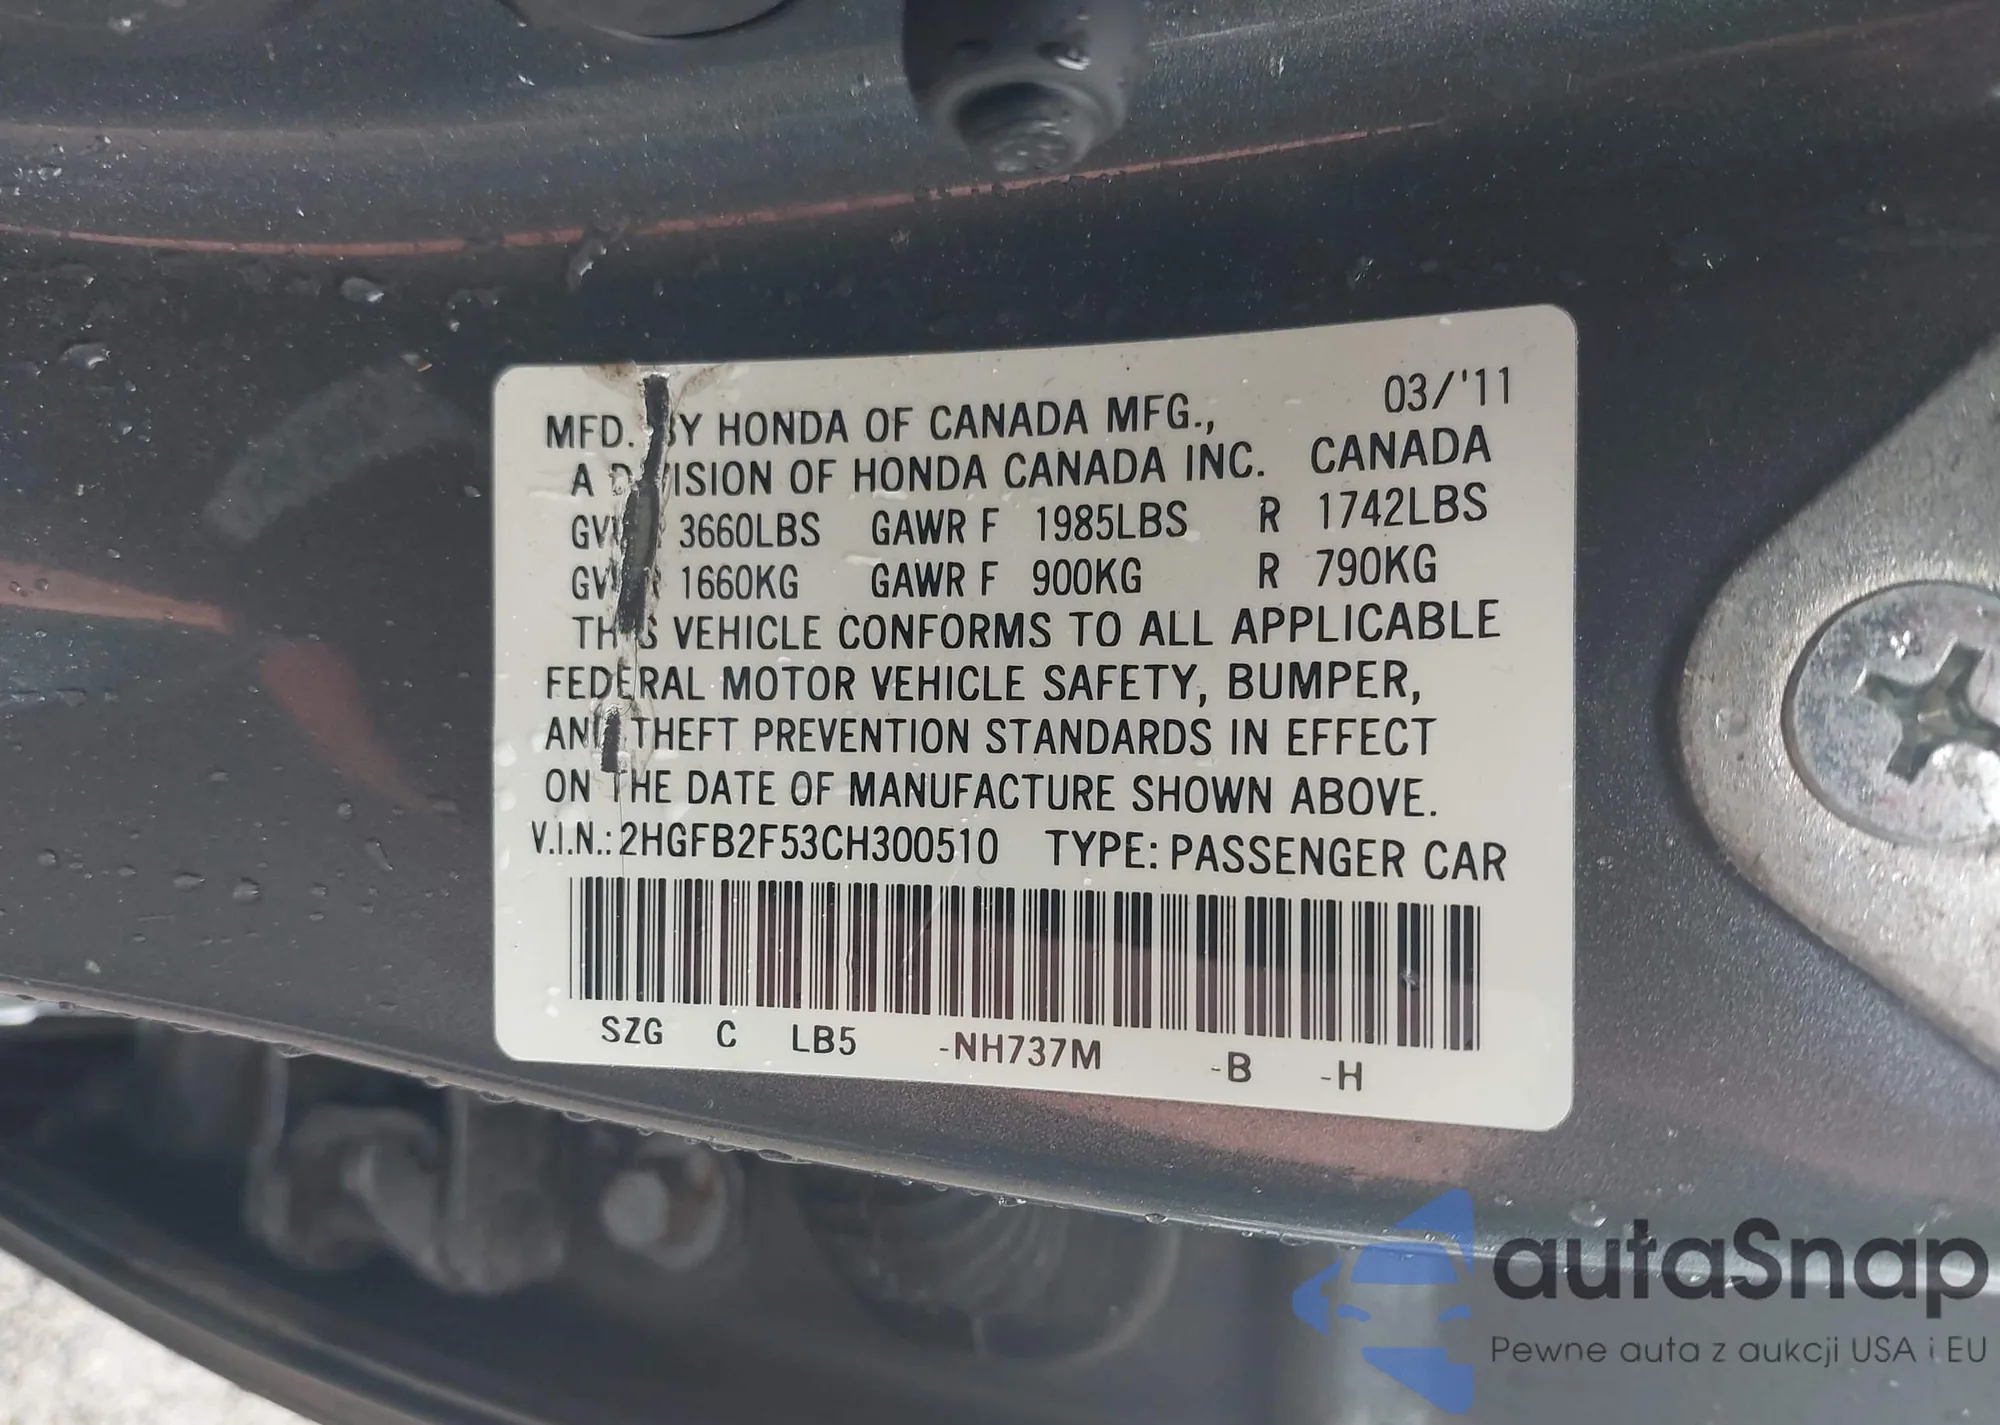 03/'11
MFD. BY HONDA OF CANADA MFG.,
A DIVISION OF HONDA CANADA INC. CANADA
GVWR 3660LBS GAWR F 1985LBS R 1742LBS
GVWR 1660KG GAWR F 900KG R 790KG
THIS VEHICLE CONFORMS TO ALL APPLICABLE
FEDERAL MOTOR VEHICLE SAFETY, BUMPER,
AND THEFT PREVENTION STANDARDS IN EFFECT
ON THE DATE OF MANUFACTURE SHOWN ABOVE.
V.I.N.: 2HGFB2F53CH300510 TYPE: PASSENGER CAR
SZG C LB5 -NH737M -B -H
autaSnap
Pewne auta z aukcji USA i EU